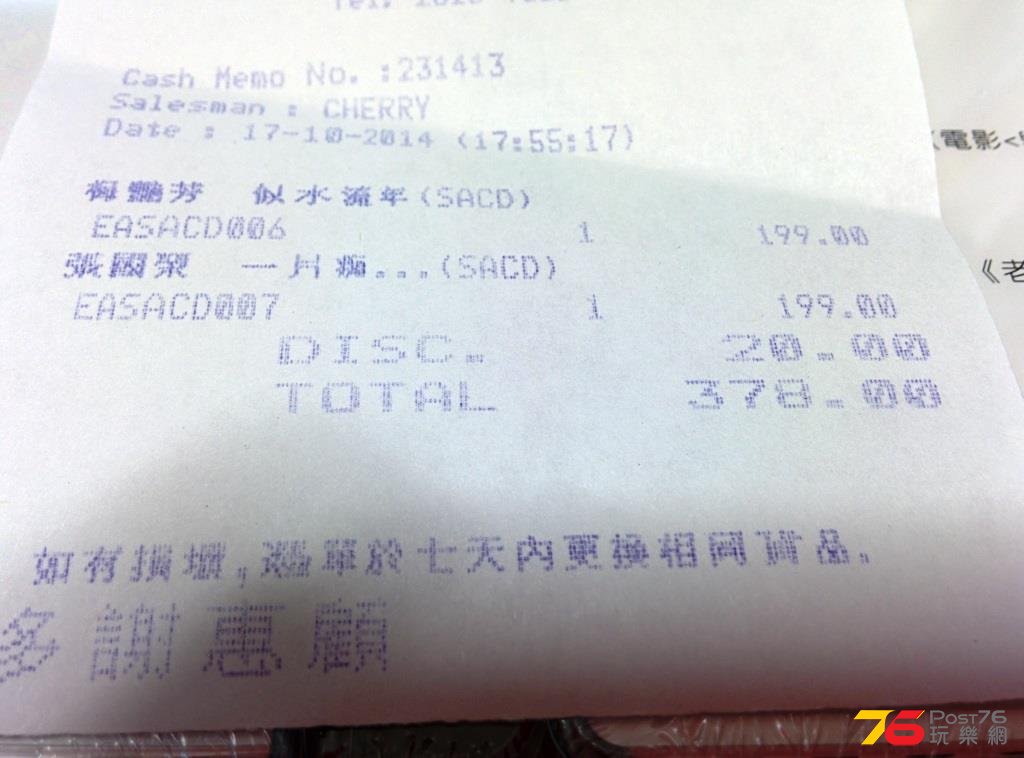 Cash Memo No. :231413
Salesman : CHERRY
Date : 17-10-2014 (17:55:17)
梅艷芳 似水流年(SACD)
EASACD006 1 199.00
張國榮 一片痴...(SACD)
EASACD007 1 199.00
DISC. 20.00
TOTAL 378.00
如有損壞,憑單於七天內更換相同貨品.
多謝惠顧
(電影<
《老
76 Post76
玩樂網